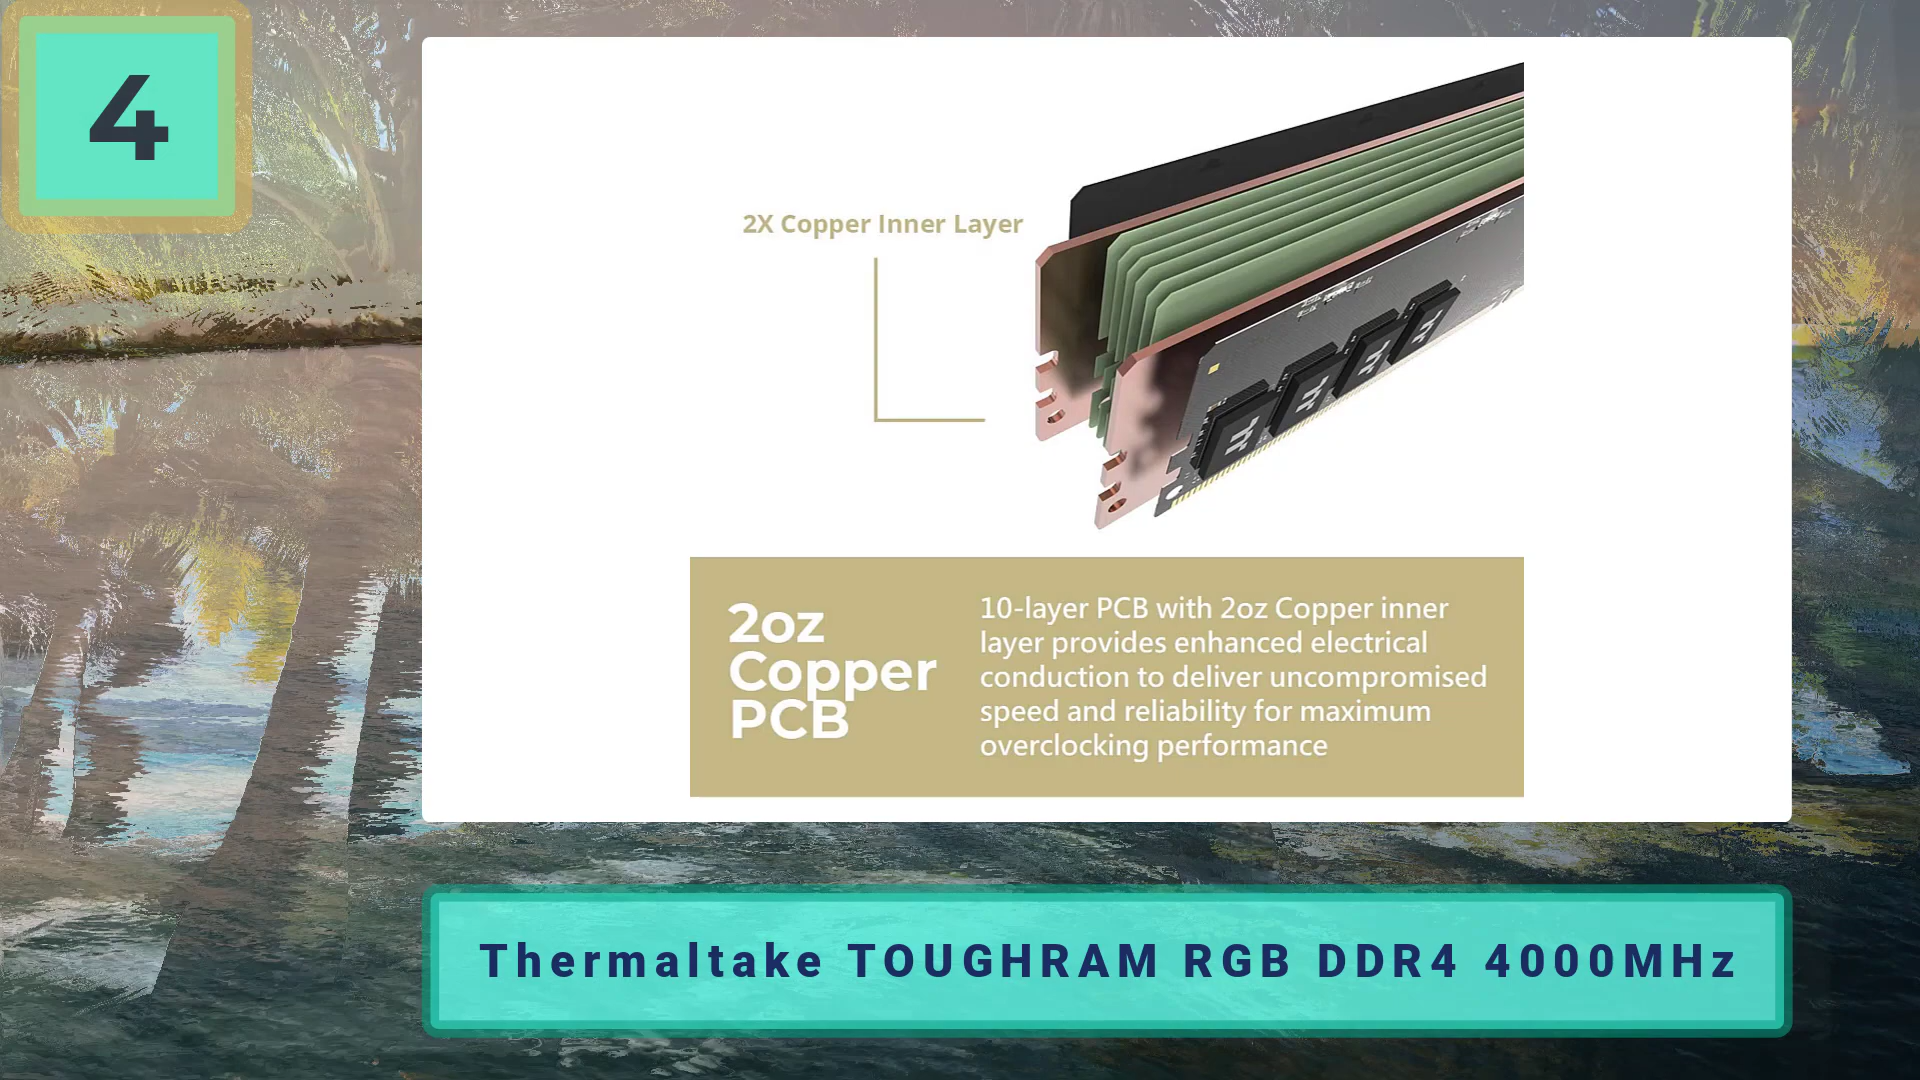 4
2X Copper Inner Layer
2oz
Copper
PCB
10-layer PCB with 2oz Copper inner
layer provides enhanced electrical
conduction to deliver uncompromised
speed and reliability for maximum
overclocking performance
Thermaltake TOUGHRAM RGB DDR4 4000MHz